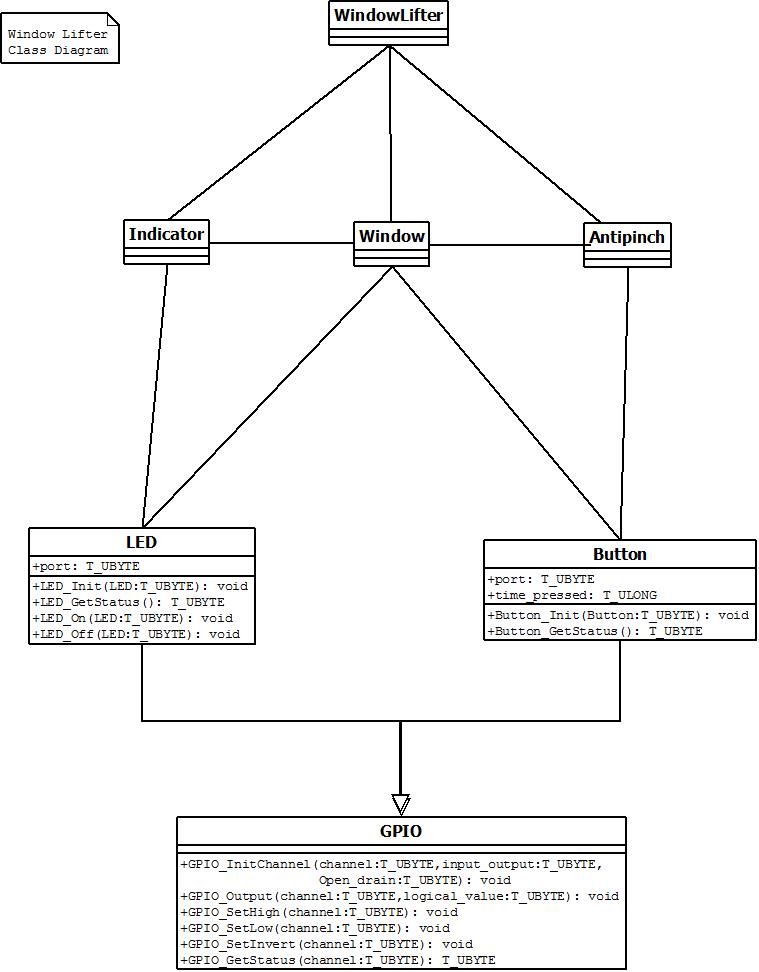 WindowLifter
Window Lifter
Class Diagram
Indicator
Window
Antipinch
LED
+port: T_UBYTE
+LED_Init(LED:T_UBYTE): void
+LED_GetStatus(): T_UBYTE
+LED_On(LED:T_UBYTE): void
+LED_Off(LED:T_UBYTE): void
Button
+port: T_UBYTE
+time_pressed: T_ULONG
+Button_Init(Button:T_UBYTE): void
+Button_GetStatus(): T_UBYTE
GPIO
+GPIO_InitChannel(channel:T_UBYTE,input_output:T_UBYTE,
Open_drain:T_UBYTE): void
+GPIO_Output(channel:T_UBYTE,logical_value:T_UBYTE): void
+GPIO_SetHigh(channel:T_UBYTE): void
+GPIO_SetLow(channel:T_UBYTE): void
+GPIO_SetInvert(channel:T_UBYTE): void
+GPIO_GetStatus(channel:T_UBYTE): T_UBYTE